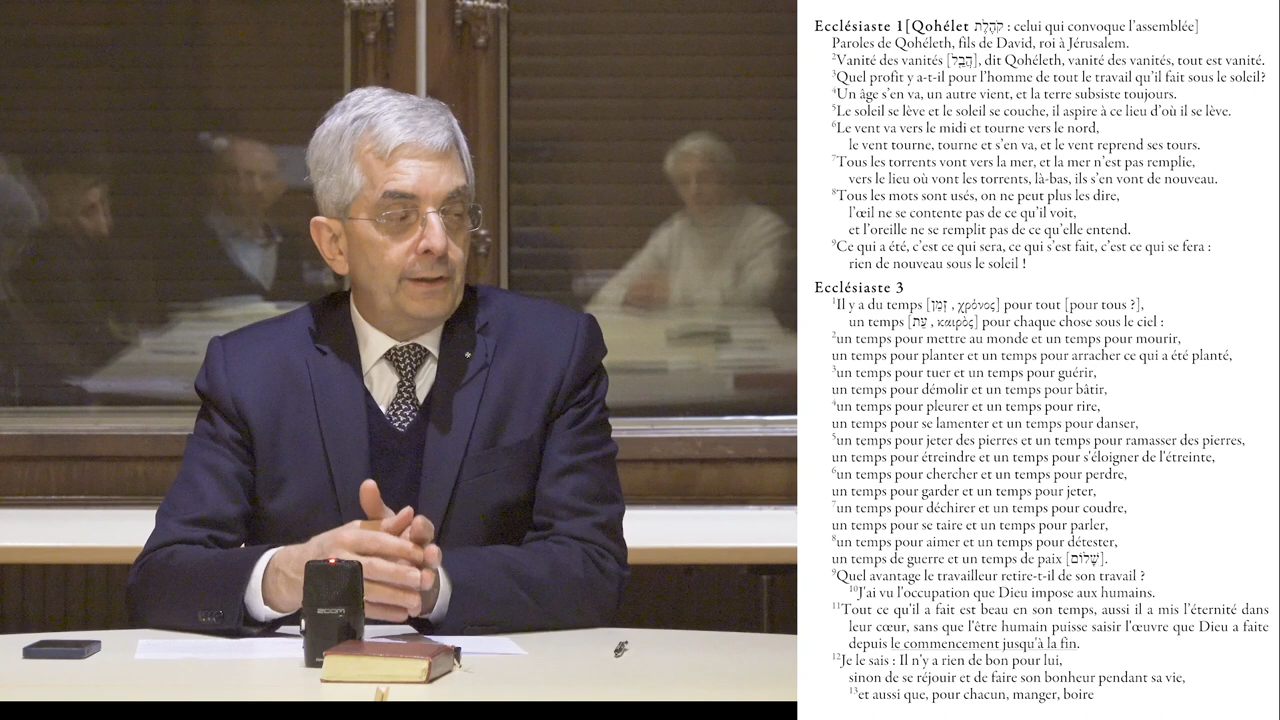 Ecclésiaste 1[Qohélet קֹהֶלֶת : celui qui convoque l’assemblée]
Paroles de Qohéleth, fils de David, roi à Jérusalem.
²Vanité des vanités [הֲבֵל], dit Qohéleth, vanité des vanités, tout est vanité.
³Quel profit y a-t-il pour l’homme de tout le travail qu’il fait sous le soleil?
⁴Un âge s’en va, un autre vient, et la terre subsiste toujours.
⁵Le soleil se lève et le soleil se couche, il aspire à ce lieu d’où il se lève.
⁶Le vent va vers le midi et tourne vers le nord,
le vent tourne, tourne et s’en va, et le vent reprend ses tours.
⁷Tous les torrents vont vers la mer, et la mer n’est pas remplie,
vers le lieu où vont les torrents, là-bas, ils s’en vont de nouveau.
⁸Tous les mots sont usés, on ne peut plus les dire,
l’œil ne se contente pas de ce qu’il voit,
et l’oreille ne se remplit pas de ce qu’elle entend.
⁹Ce qui a été, c’est ce qui sera, ce qui s’est fait, c’est ce qui se fera :
rien de nouveau sous le soleil !
Ecclésiaste 3
¹Il y a du temps [זְמָן , χρόνος] pour tout [pour tous ?],
un temps [עֵת , καιρὸς] pour chaque chose sous le ciel :
²un temps pour mettre au monde et un temps pour mourir,
un temps pour planter et un temps pour arracher ce qui a été planté,
³un temps pour tuer et un temps pour guérir,
un temps pour démolir et un temps pour bâtir,
⁴un temps pour pleurer et un temps pour rire,
un temps pour se lamenter et un temps pour danser,
⁵un temps pour jeter des pierres et un temps pour ramasser des pierres,
un temps pour étreindre et un temps pour s'éloigner de l'étreinte,
⁶un temps pour chercher et un temps pour perdre,
un temps pour garder et un temps pour jeter,
⁷un temps pour déchirer et un temps pour coudre,
un temps pour se taire et un temps pour parler,
⁸un temps pour aimer et un temps pour détester,
un temps de guerre et un temps de paix [שָׁלוֹם].
⁹Quel avantage le travailleur retire-t-il de son travail ?
¹⁰J'ai vu l'occupation que Dieu impose aux humains.
¹¹Tout ce qu'il a fait est beau en son temps, aussi il a mis l'éternité dans
leur cœur, sans que l'être humain puisse saisir l'œuvre que Dieu a faite
depuis le commencement jusqu'à la fin.
¹²Je le sais : Il n'y a rien de bon pour lui,
sinon de se réjouir et de faire son bonheur pendant sa vie,
¹³et aussi que, pour chacun, manger, boire
zoom